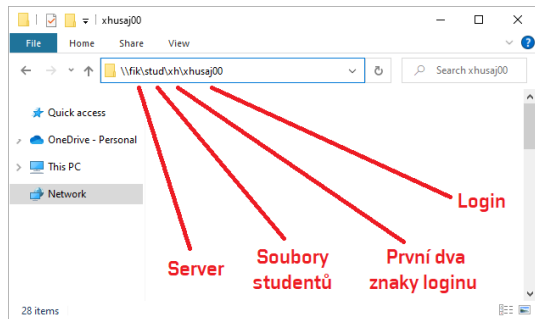 xhusaj00
File Home Share View
\\fik\stud\xh\xhusaj00
Search xhusaj00
Quick access
OneDrive - Personal
This PC
Network
Login
Server
Soubory
studentů
První dva
znaky loginu
28 items